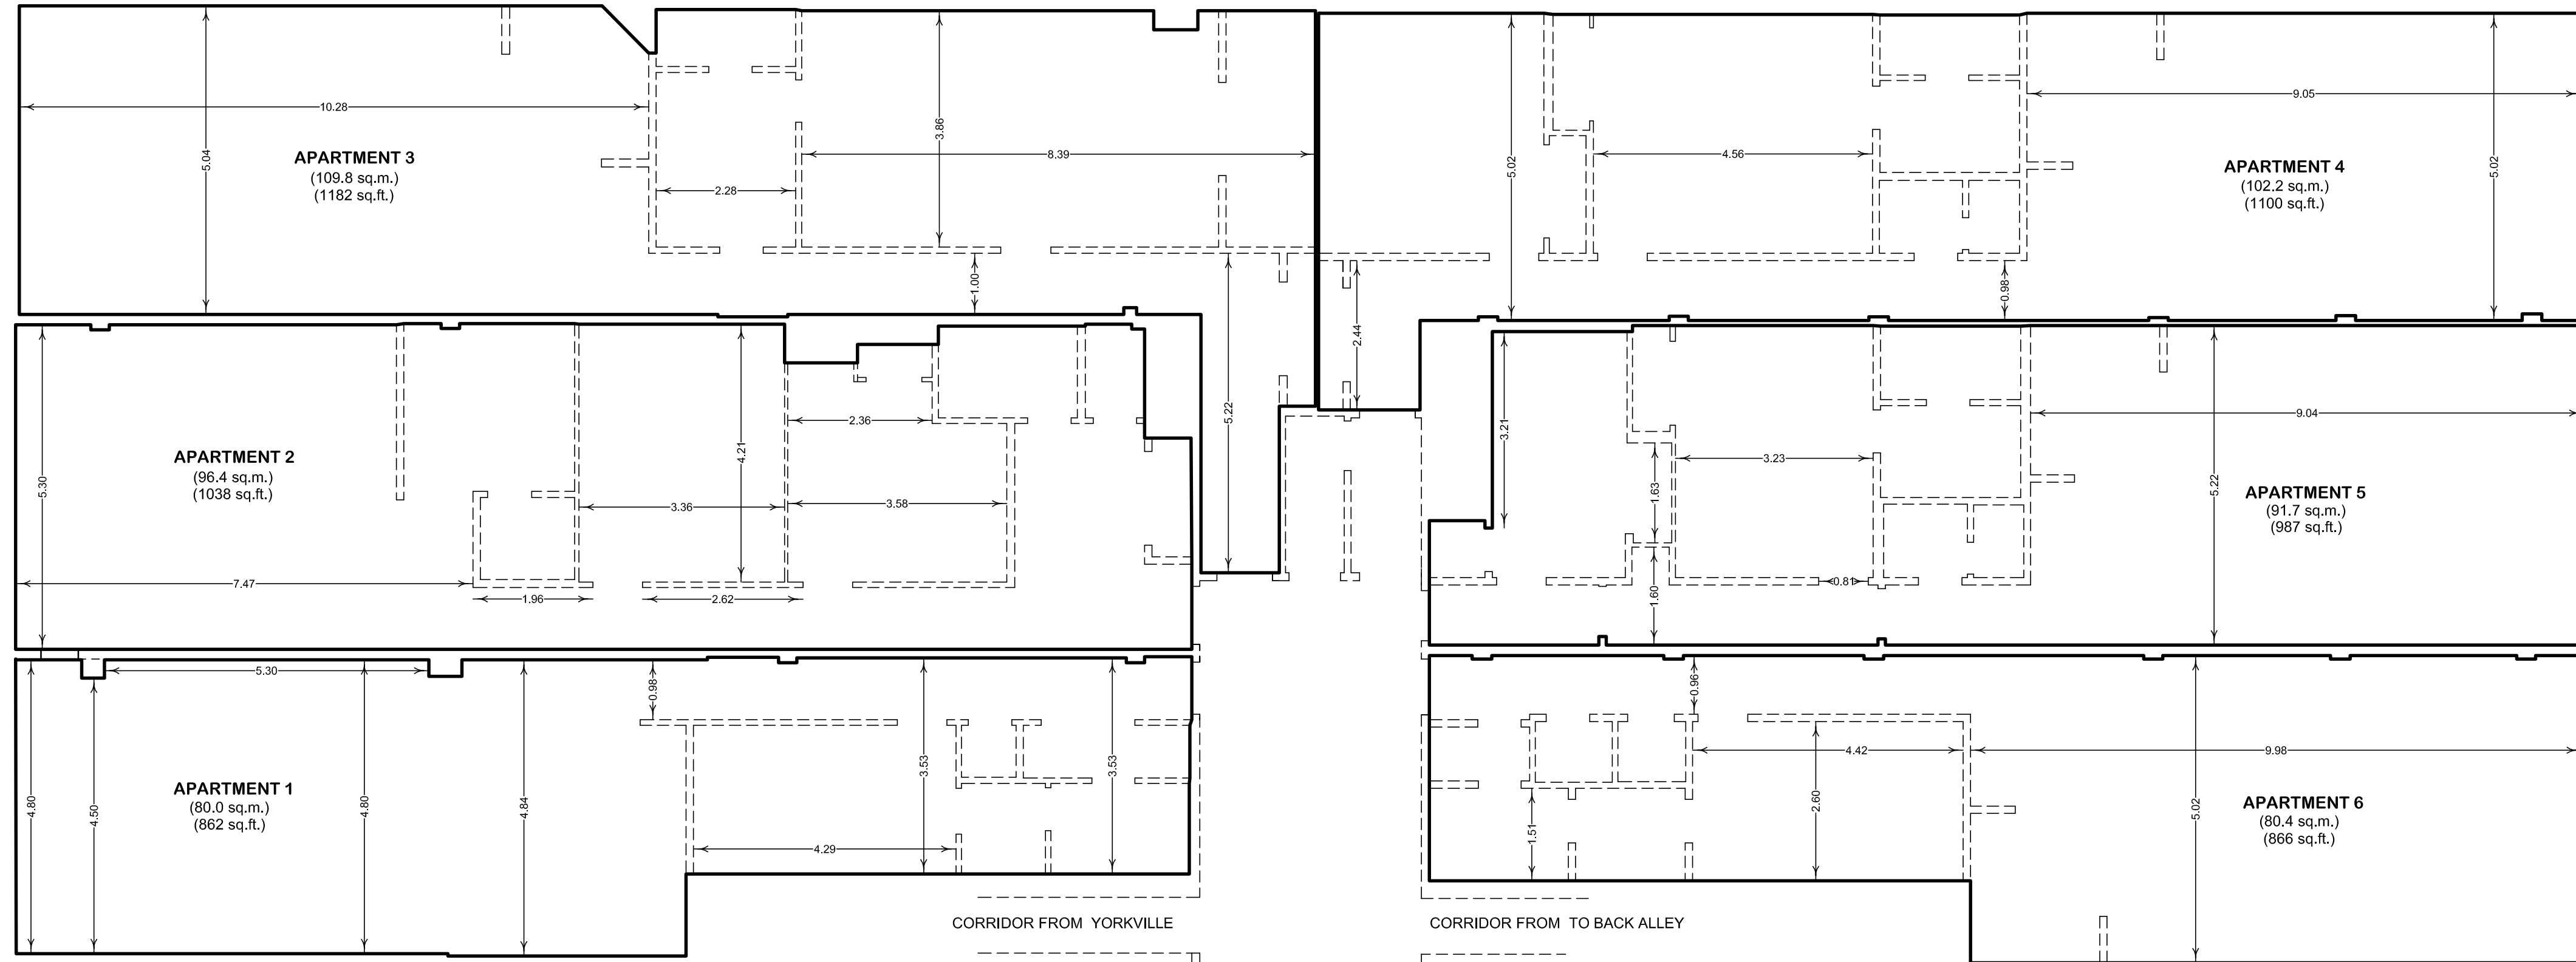 10.28
5.04
APARTMENT 3
(109.8 sq.m.)
(1182 sq.ft.)
2.28
3.86
8.39
1.00
5.22
5.02
4.56
9.05
5.02
APARTMENT 4
(102.2 sq.m.)
(1100 sq.ft.)
2.44
0.98
5.30
APARTMENT 2
(96.4 sq.m.)
(1038 sq.ft.)
7.47
1.96
3.36
4.21
2.62
2.36
3.58
3.21
1.63
3.23
1.60
0.81
9.04
5.22
APARTMENT 5
(91.7 sq.m.)
(987 sq.ft.)
4.80
4.50
5.30
APARTMENT 1
(80.0 sq.m.)
(862 sq.ft.)
4.80
4.84
0.98
4.29
3.53
3.53
0.96
4.42
2.60
1.51
9.98
5.02
APARTMENT 6
(80.4 sq.m.)
(866 sq.ft.)
CORRIDOR FROM YORKVILLE
CORRIDOR FROM TO BACK ALLEY